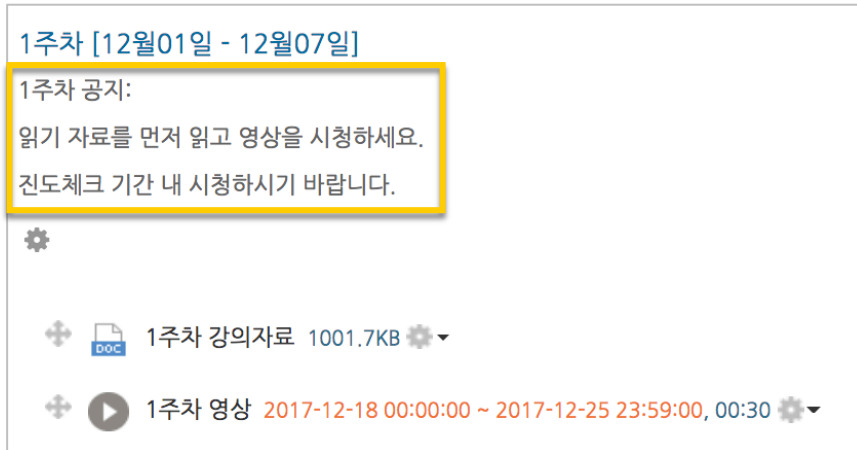 1주차 [12월01일 - 12월07일]
1주차 공지:
읽기 자료를 먼저 읽고 영상을 시청하세요.
진도체크 기간 내 시청하시기 바랍니다.
DOC 1주차 강의자료 1001.7KB
1주차 영상 2017-12-18 00:00:00 ~ 2017-12-25 23:59:00, 00:30